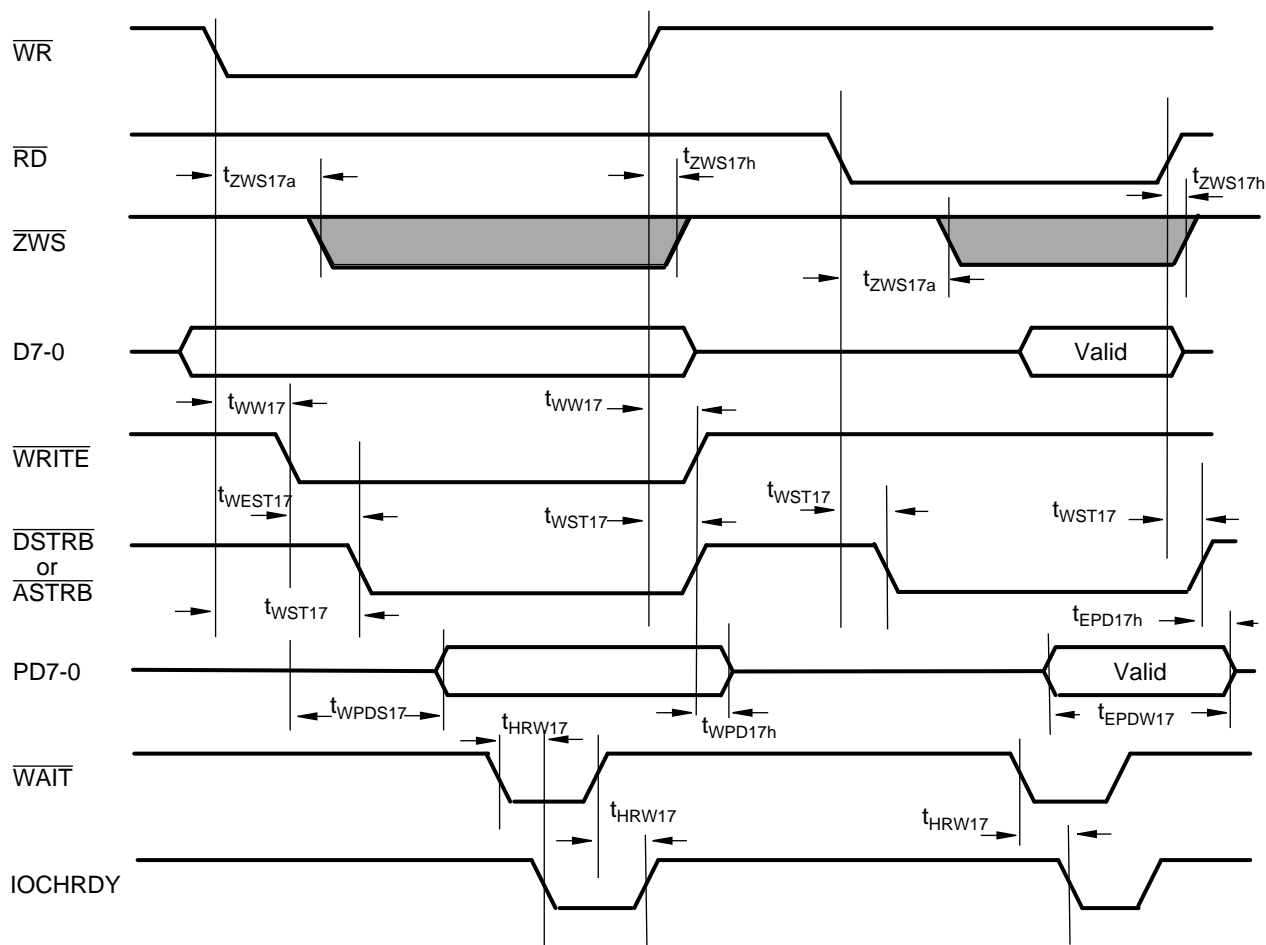 WR
RD
tZWS17a
tZWS17h
tZWS17h
ZWS
tZWS17a
D7-0
Valid
tWW17
tWW17
WRITE
tWEST17
tWST17
tWST17
tWST17
DSTRB
or
ASTRB
tWST17
tEPD17h
PD7-0
Valid
tWPDS17
tHRW17
tWPD17h
tEPDW17
WAIT
tHRW17
tHRW17
IOCHRDY